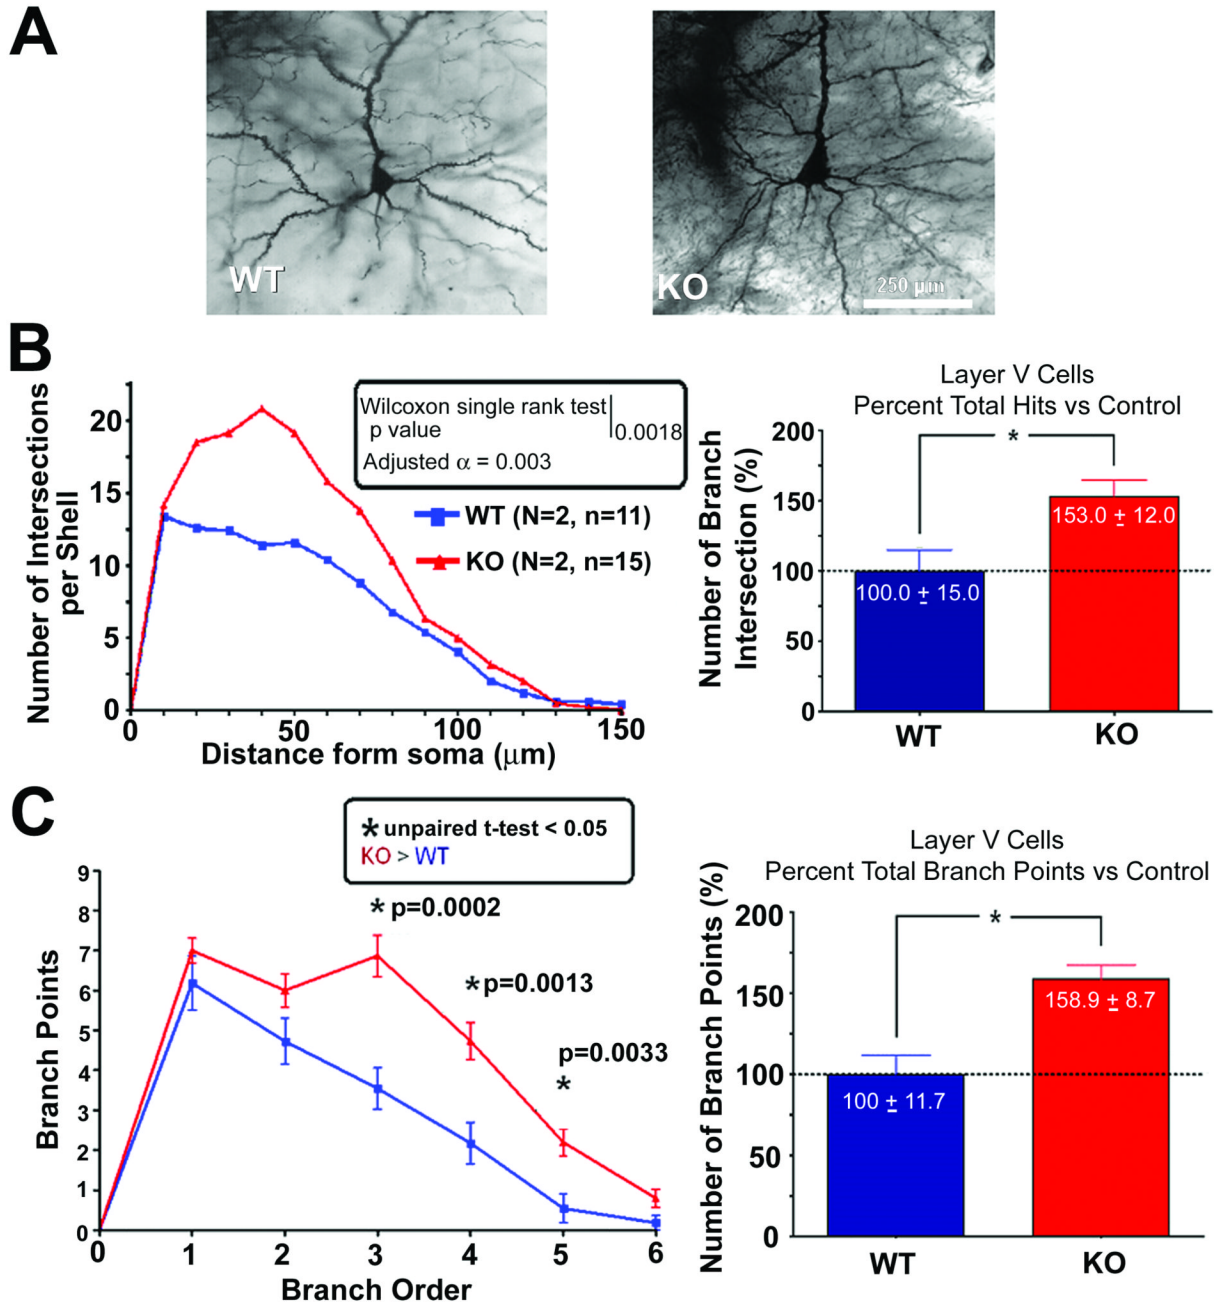 A
WT
KO
250 µm
B
Number of Intersections
per Shell
20
15
10
5
0
0
50
100
150
Distance form soma (µm)
Wilcoxon single rank test
p value
0.0018
Adjusted α = 0.003
WT (N=2, n=11)
KO (N=2, n=15)
Layer V Cells
Percent Total Hits vs Control
Number of Branch
Intersection (%)
200
150
100
50
0
*
100.0 ± 15.0
153.0 ± 12.0
WT
KO
C
* unpaired t-test < 0.05
KO > WT
Branch Points
9
8
7
6
5
4
3
2
1
0
* p=0.0002
* p=0.0013
p=0.0033
*
0
1
2
3
4
5
6
Branch Order
Layer V Cells
Percent Total Branch Points vs Control
Number of Branch Points (%)
200
150
100
50
0
*
100 ± 11.7
158.9 ± 8.7
WT
KO